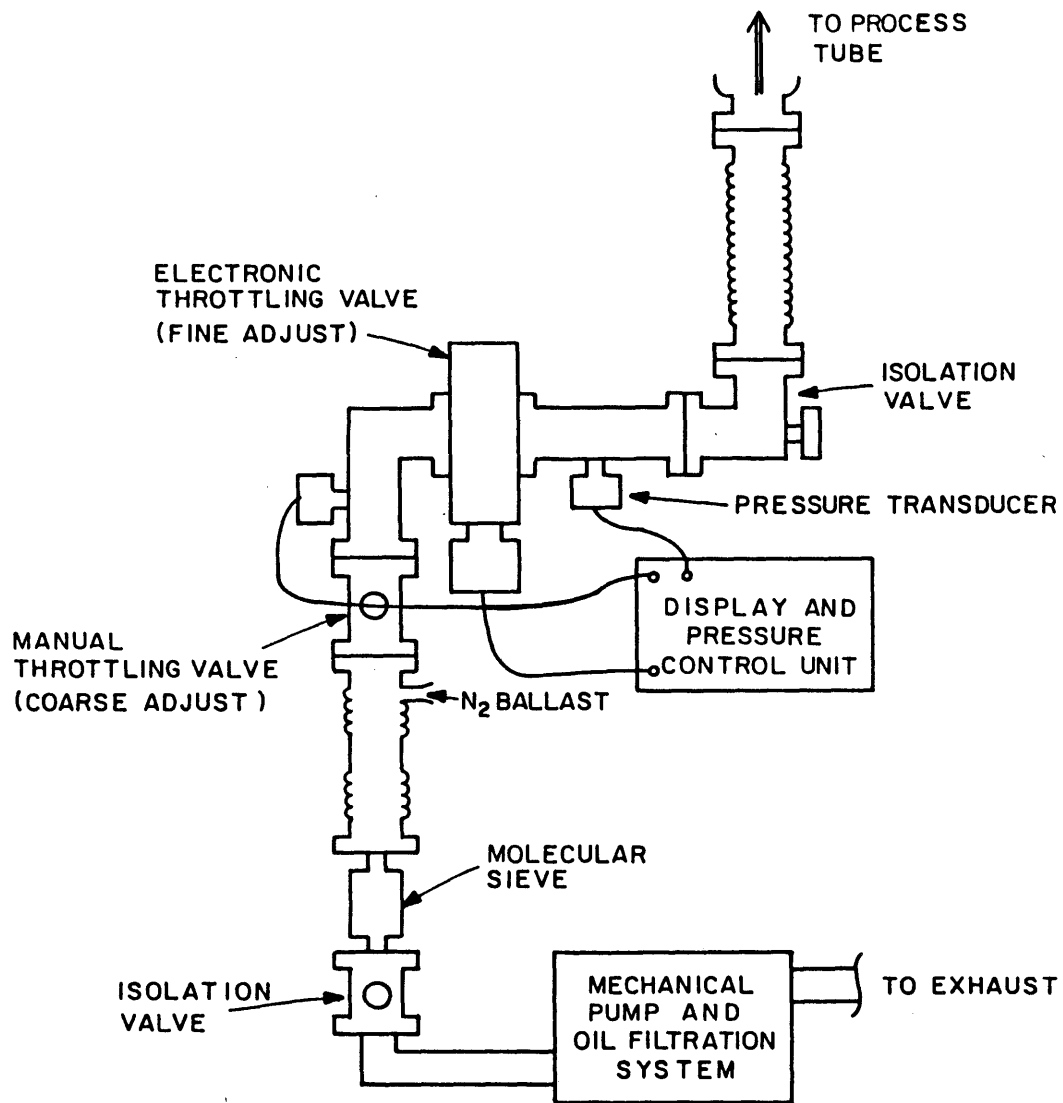 TO PROCESS
TUBE
ELECTRONIC
THROTTLING VALVE
(FINE ADJUST)
ISOLATION
VALVE
PRESSURE TRANSDUCER
DISPLAY AND
PRESSURE
CONTROL UNIT
MANUAL
THROTTLING VALVE
(COARSE ADJUST)
N₂ BALLAST
MOLECULAR
SIEVE
ISOLATION
VALVE
MECHANICAL
PUMP AND
OIL FILTRATION
SYSTEM
TO EXHAUST